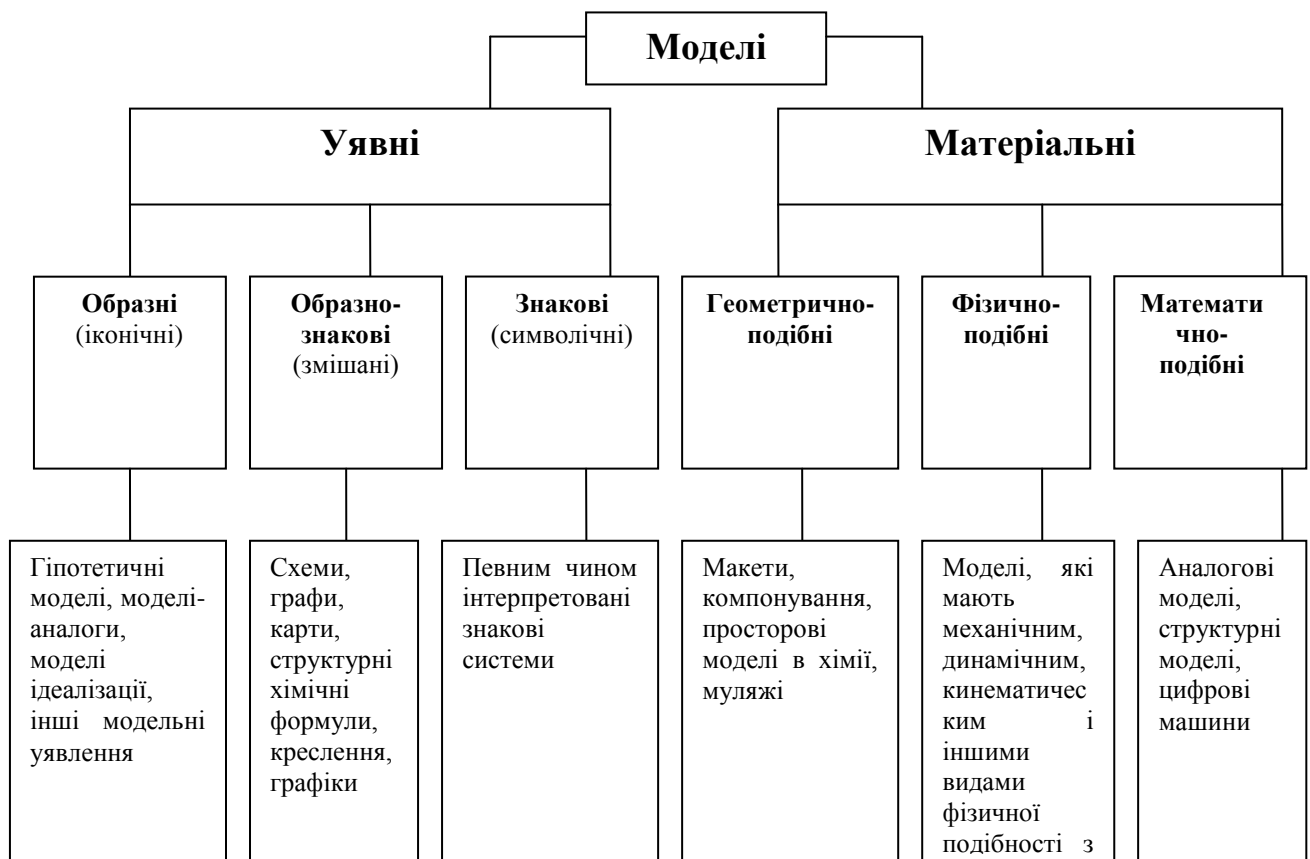 Моделі
Уявні
Матеріальні
Образні
(іконічні)
Образно-
знакові
(змішані)
Знакові
(символічні)
Геометрично-
подібні
Фізично-
подібні
Математи
чно-
подібні
Гіпотетичні
моделі, моделі-
аналоги,
моделі
ідеалізації,
інші модельні
уявлення
Схеми,
графи,
карти,
структурні
хімічні
формули,
креслення,
графіки
Певним чином
інтерпретовані
знакові
системи
Макети,
компонування,
просторові
моделі в хімії,
муляжі
Моделі, які
мають
механічним,
динамічним,
кинематичес
ким і
іншими
видами
фізичної
подібності з
Аналогові
моделі,
структурні
моделі,
цифрові
машини